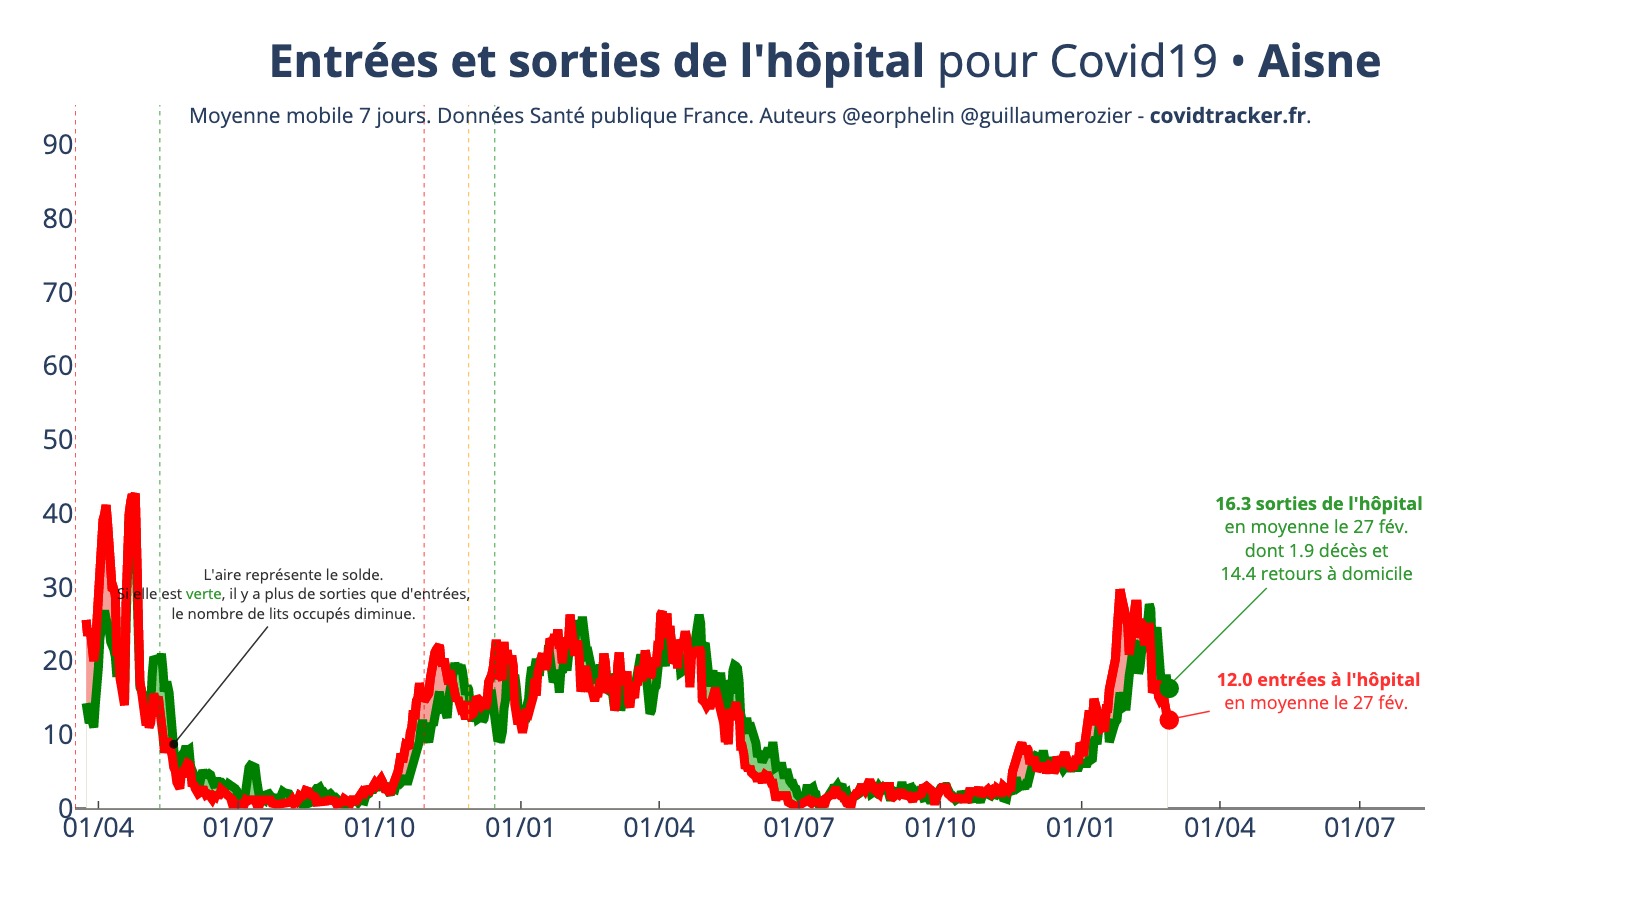 Entrées et sorties de l'hôpital pour Covid19 • Aisne
Moyenne mobile 7 jours. Données Santé publique France. Auteurs @eorphelin @guillaumerozier - covidtracker.fr.
90
80
70
60
50
40
30
20
10
0
16.3 sorties de l'hôpital
en moyenne le 27 fév.
dont 1.9 décès et
14.4 retours à domicile
L'aire représente le solde.
Si elle est verte, il y a plus de sorties que d'entrées,
le nombre de lits occupés diminue.
12.0 entrées à l'hôpital
en moyenne le 27 fév.
01/04 01/07 01/10 01/01 01/04 01/07 01/10 01/01 01/04 01/07